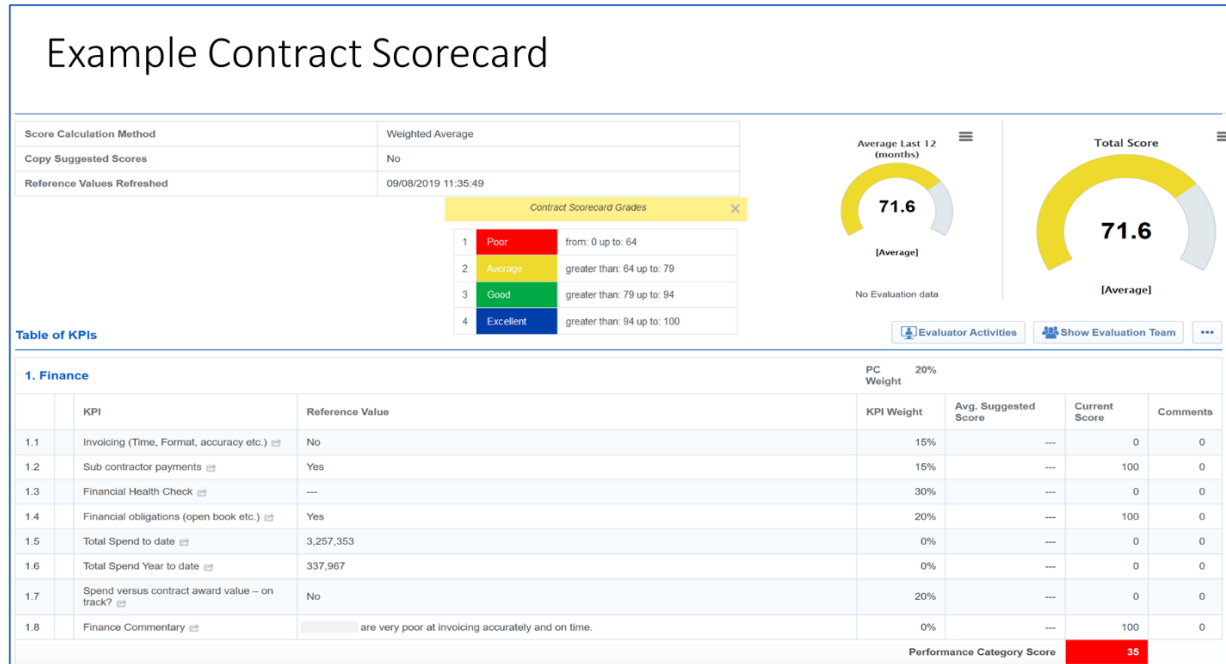 Example Contract Scorecard
Score Calculation Method Weighted Average
Copy Suggested Scores No
Reference Values Refreshed 09/08/2019 11:35:49
Contract Scorecard Grades
1 Poor from: 0 up to: 64
2 Average greater than: 64 up to: 79
3 Good greater than: 79 up to: 94
4 Excellent greater than: 94 up to: 100
Average Last 12
(months)
71.6
[Average]
No Evaluation data
Total Score
71.6
[Average]
Table of KPIs
Evaluator Activities Show Evaluation Team
1. Finance PC Weight 20%
KPI Reference Value KPI Weight Avg. Suggested Score Current Score Comments
1.1 Invoicing (Time, Format, accuracy etc.) No 15% --- 0 0
1.2 Sub contractor payments Yes 15% --- 100 0
1.3 Financial Health Check --- 30% --- 0 0
1.4 Financial obligations (open book etc.) Yes 20% --- 100 0
1.5 Total Spend to date 3,257,353 0% --- 0 0
1.6 Total Spend Year to date 337,967 0% --- 0 0
1.7 Spend versus contract award value – on track? No 20% --- 0 0
1.8 Finance Commentary are very poor at invoicing accurately and on time. 0% --- 100 0
Performance Category Score 35